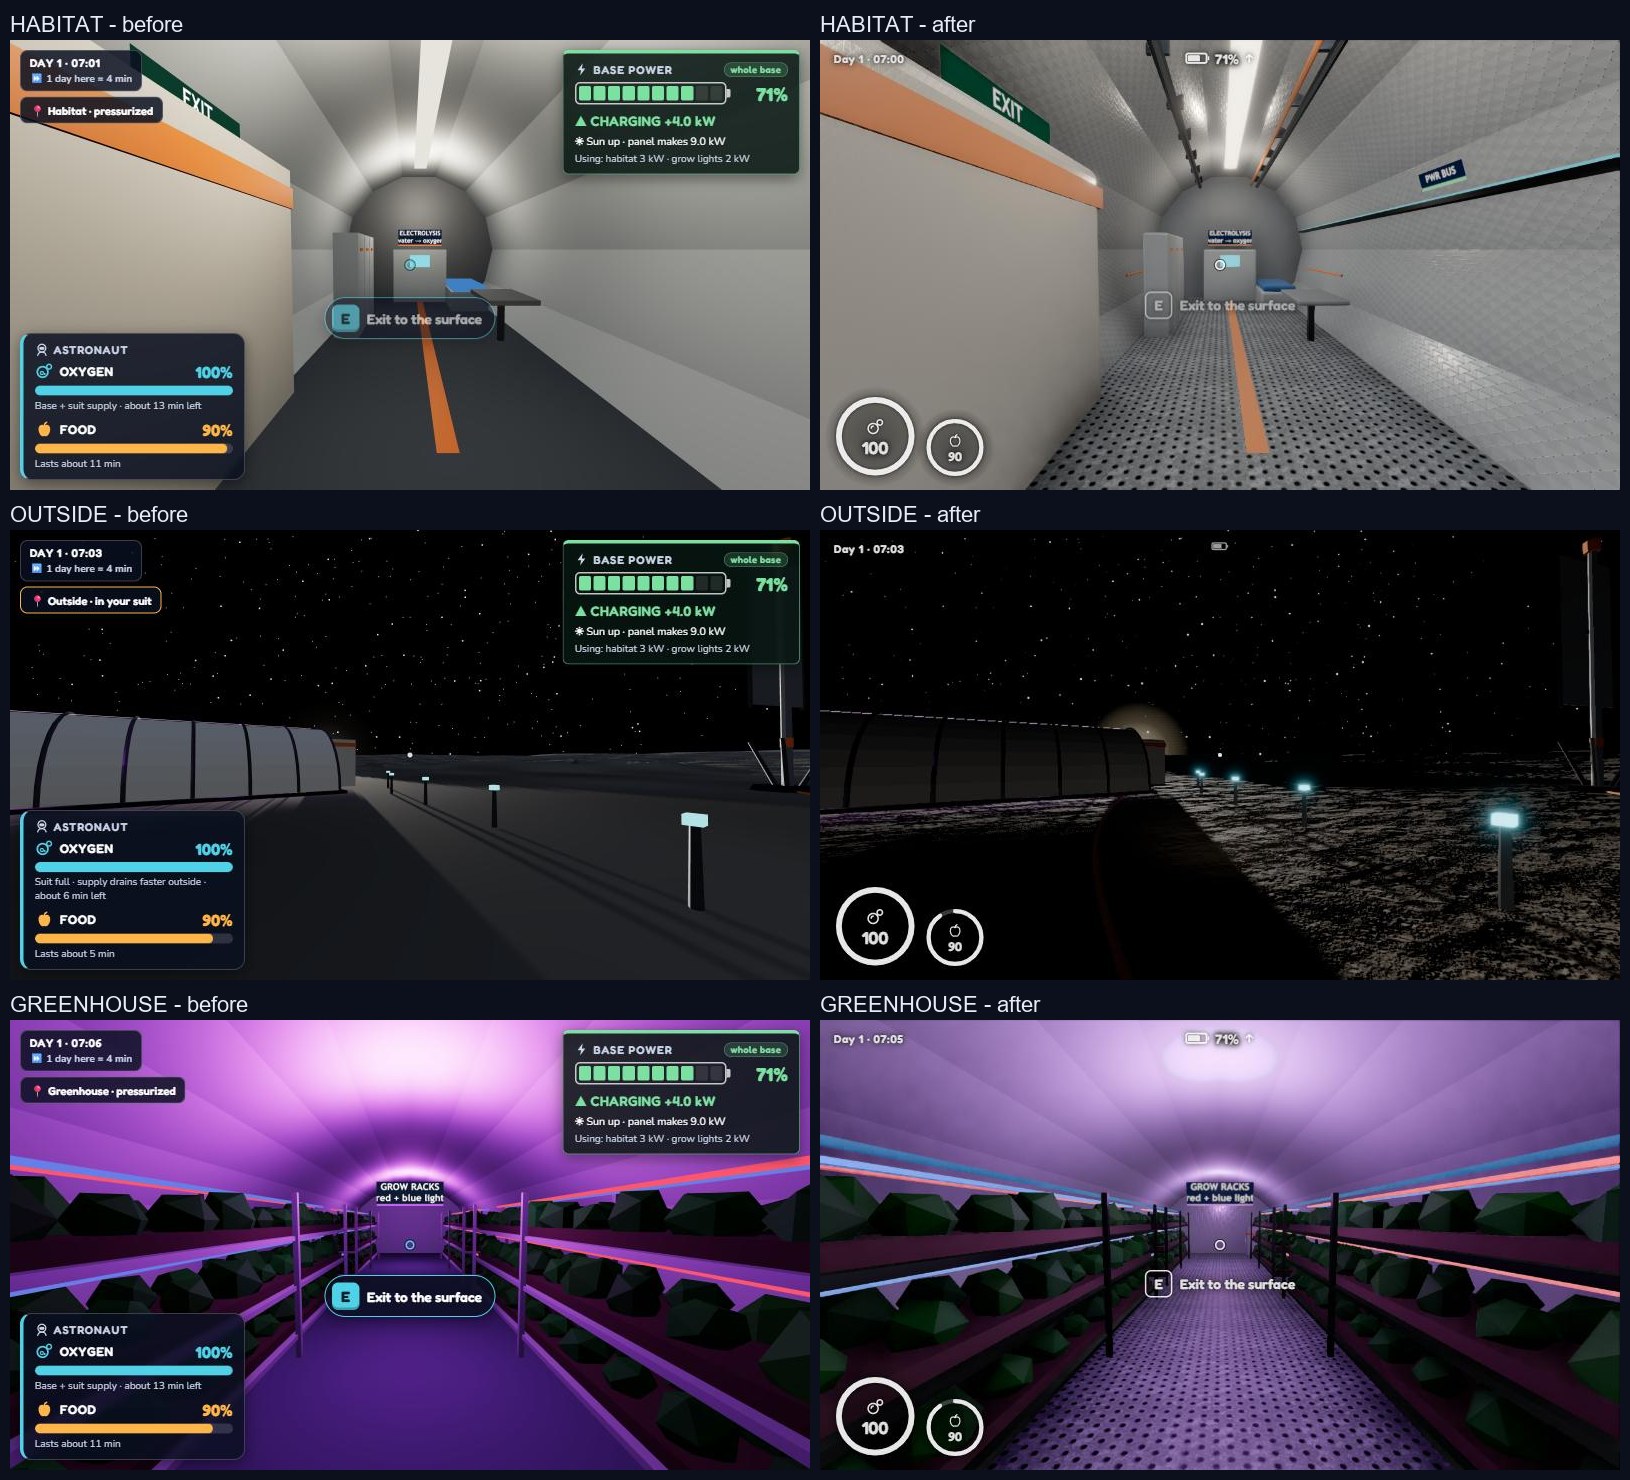 HABITAT - before
DAY 1 · 07:01
1 day here = 4 min
Habitat · pressurized
EXIT
BASE POWER
whole base
71%
CHARGING +4.0 kW
Sun up · panel makes 9.0 kW
Using: habitat 3 kW · grow lights 2 kW
ELECTROLYSIS
water → oxygen
E Exit to the surface
ASTRONAUT
OXYGEN 100%
Base + suit supply · about 13 min left
FOOD 90%
Lasts about 11 min
HABITAT - after
Day 1 · 07:00
71% ↑
EXIT
PWR BUS
ELECTROLYSIS
water → oxygen
E Exit to the surface
100
90
OUTSIDE - before
DAY 1 · 07:03
1 day here = 4 min
Outside · in your suit
BASE POWER
whole base
71%
CHARGING +4.0 kW
Sun up · panel makes 9.0 kW
Using: habitat 3 kW · grow lights 2 kW
ASTRONAUT
OXYGEN 100%
Suit full · supply drains faster outside ·
about 6 min left
FOOD 90%
Lasts about 5 min
OUTSIDE - after
Day 1 · 07:03
100
90
GREENHOUSE - before
DAY 1 · 07:06
1 day here = 4 min
Greenhouse · pressurized
BASE POWER
whole base
71%
CHARGING +4.0 kW
Sun up · panel makes 9.0 kW
Using: habitat 3 kW · grow lights 2 kW
GROW RACKS
red + blue light
E Exit to the surface
ASTRONAUT
OXYGEN 100%
Base + suit supply · about 13 min left
FOOD 90%
Lasts about 11 min
GREENHOUSE - after
Day 1 · 07:05
71% ↑
GROW RACKS
red + blue light
E Exit to the surface
100
90